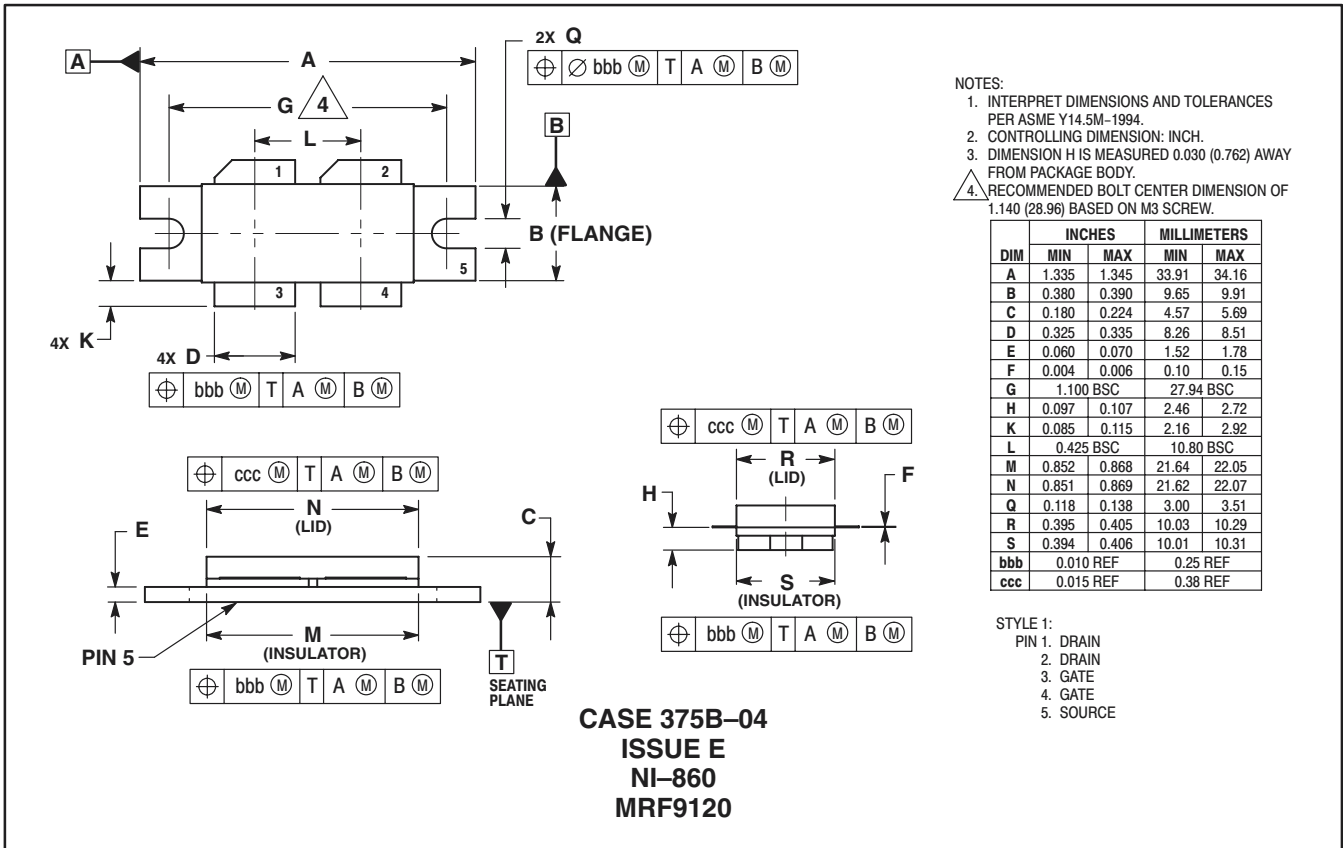 A
A
G 4
L
2X Q
⌖ ∅ bbb Ⓜ T A Ⓜ B Ⓜ
B
1
2
B (FLANGE)
5
3
4
4X K
4X D
⌖ bbb Ⓜ T A Ⓜ B Ⓜ
⌖ ccc Ⓜ T A Ⓜ B Ⓜ
N
(LID)
E
C
M
(INSULATOR)
PIN 5
⌖ bbb Ⓜ T A Ⓜ B Ⓜ
T
SEATING
PLANE
⌖ ccc Ⓜ T A Ⓜ B Ⓜ
R
(LID)
H
F
S
(INSULATOR)
⌖ bbb Ⓜ T A Ⓜ B Ⓜ
NOTES:
1. INTERPRET DIMENSIONS AND TOLERANCES
PER ASME Y14.5M–1994.
2. CONTROLLING DIMENSION: INCH.
3. DIMENSION H IS MEASURED 0.030 (0.762) AWAY
FROM PACKAGE BODY.
4. RECOMMENDED BOLT CENTER DIMENSION OF
1.140 (28.96) BASED ON M3 SCREW.
INCHES MILLIMETERS
DIM MIN MAX MIN MAX
A 1.335 1.345 33.91 34.16
B 0.380 0.390 9.65 9.91
C 0.180 0.224 4.57 5.69
D 0.325 0.335 8.26 8.51
E 0.060 0.070 1.52 1.78
F 0.004 0.006 0.10 0.15
G 1.100 BSC 27.94 BSC
H 0.097 0.107 2.46 2.72
K 0.085 0.115 2.16 2.92
L 0.425 BSC 10.80 BSC
M 0.852 0.868 21.64 22.05
N 0.851 0.869 21.62 22.07
Q 0.118 0.138 3.00 3.51
R 0.395 0.405 10.03 10.29
S 0.394 0.406 10.01 10.31
bbb 0.010 REF 0.25 REF
ccc 0.015 REF 0.38 REF
STYLE 1:
PIN 1. DRAIN
2. DRAIN
3. GATE
4. GATE
5. SOURCE
CASE 375B–04
ISSUE E
NI–860
MRF9120